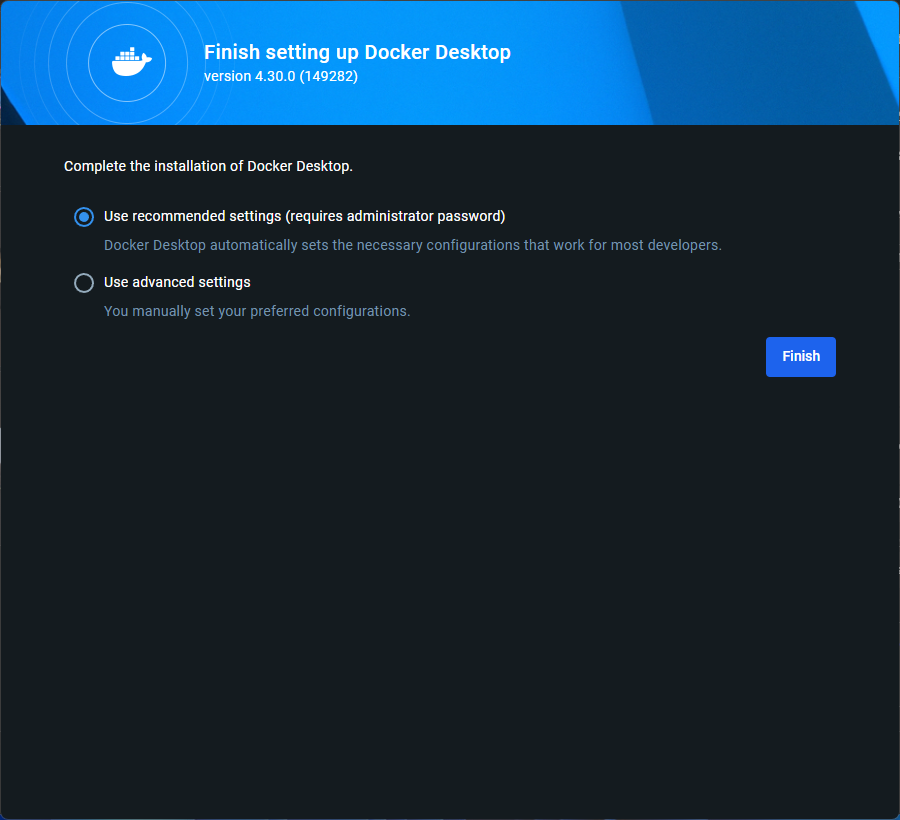 Finish setting up Docker Desktop
version 4.30.0 (149282)
Complete the installation of Docker Desktop.
Use recommended settings (requires administrator password)
Docker Desktop automatically sets the necessary configurations that work for most developers.
Use advanced settings
You manually set your preferred configurations.
Finish